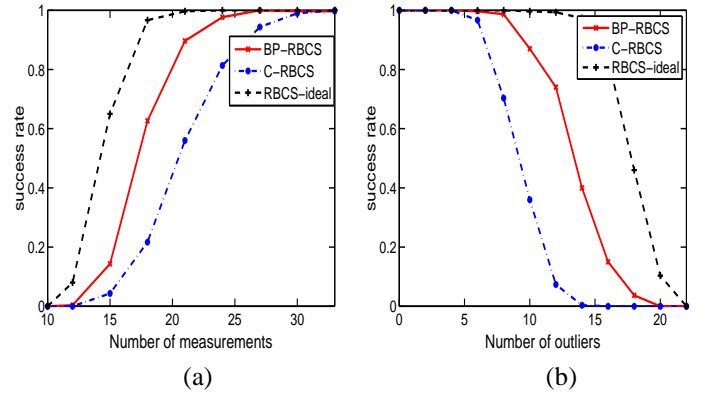 success rate
1
0.8
0.6
0.4
0.2
0
10
15
20
25
30
Number of measurements
BP−RBCS
C−RBCS
RBCS−ideal
(a)
success rate
1
0.8
0.6
0.4
0.2
0
0
5
10
15
20
Number of outliers
BP−RBCS
C−RBCS
RBCS−ideal
(b)